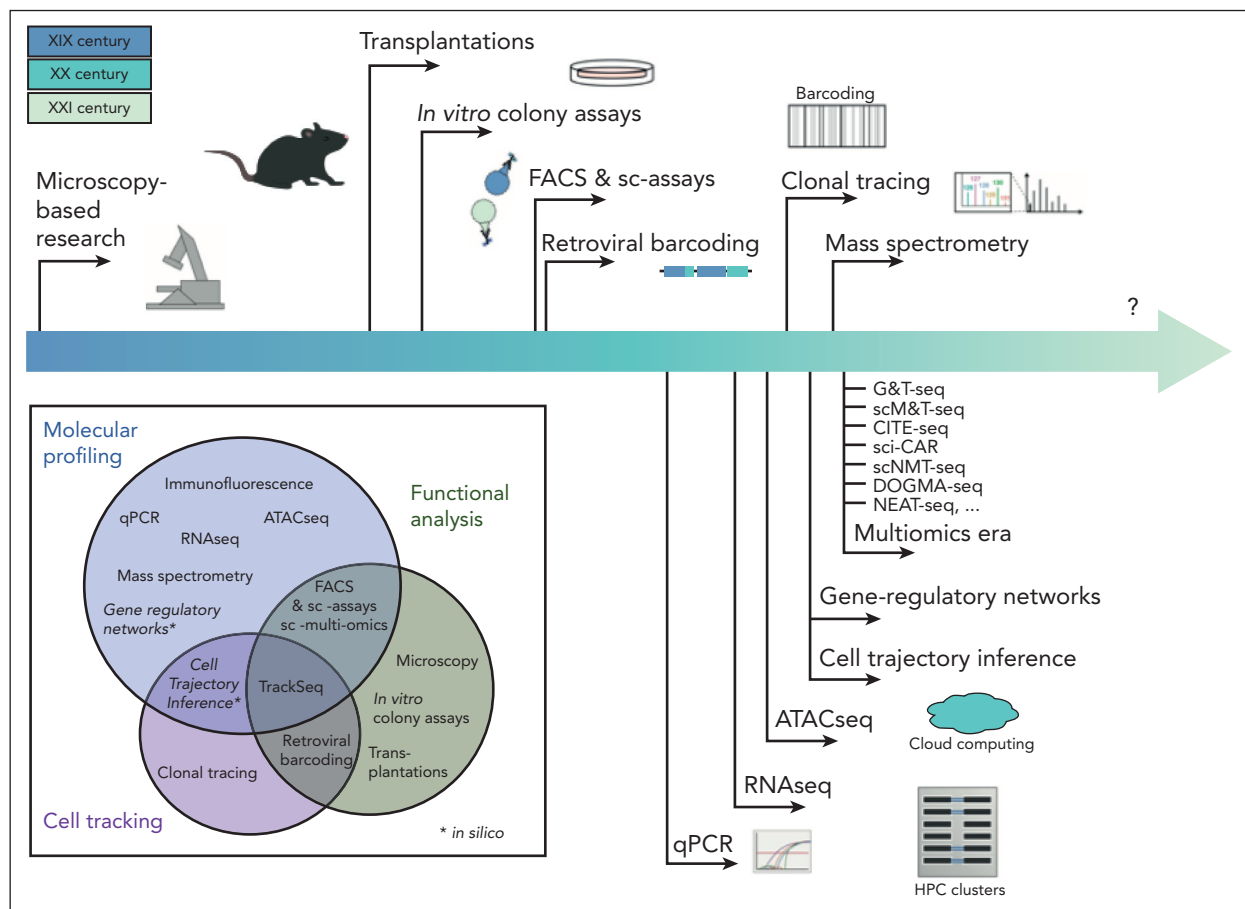 XIX century
XX century
XXI century
Transplantations
In vitro colony assays
Barcoding
Microscopy-
based
research
FACS & sc-assays
Clonal tracing
Retroviral barcoding
Mass spectrometry
?
G&T-seq
scM&T-seq
CITE-seq
sci-CAR
scNMT-seq
DOGMA-seq
NEAT-seq, ...
Multiomics era
Gene-regulatory networks
Cell trajectory inference
ATACseq
Cloud computing
RNAseq
qPCR
HPC clusters
Molecular
profiling
Functional
analysis
Immunofluorescence
qPCR
ATACseq
RNAseq
Mass spectrometry
Gene regulatory
networks*
FACS
& sc -assays
sc -multi-omics
Cell
Trajectory
Inference*
TrackSeq
Microscopy
In vitro
colony assays
Retroviral
barcoding
Trans-
plantations
Clonal tracing
Cell tracking
* in silico